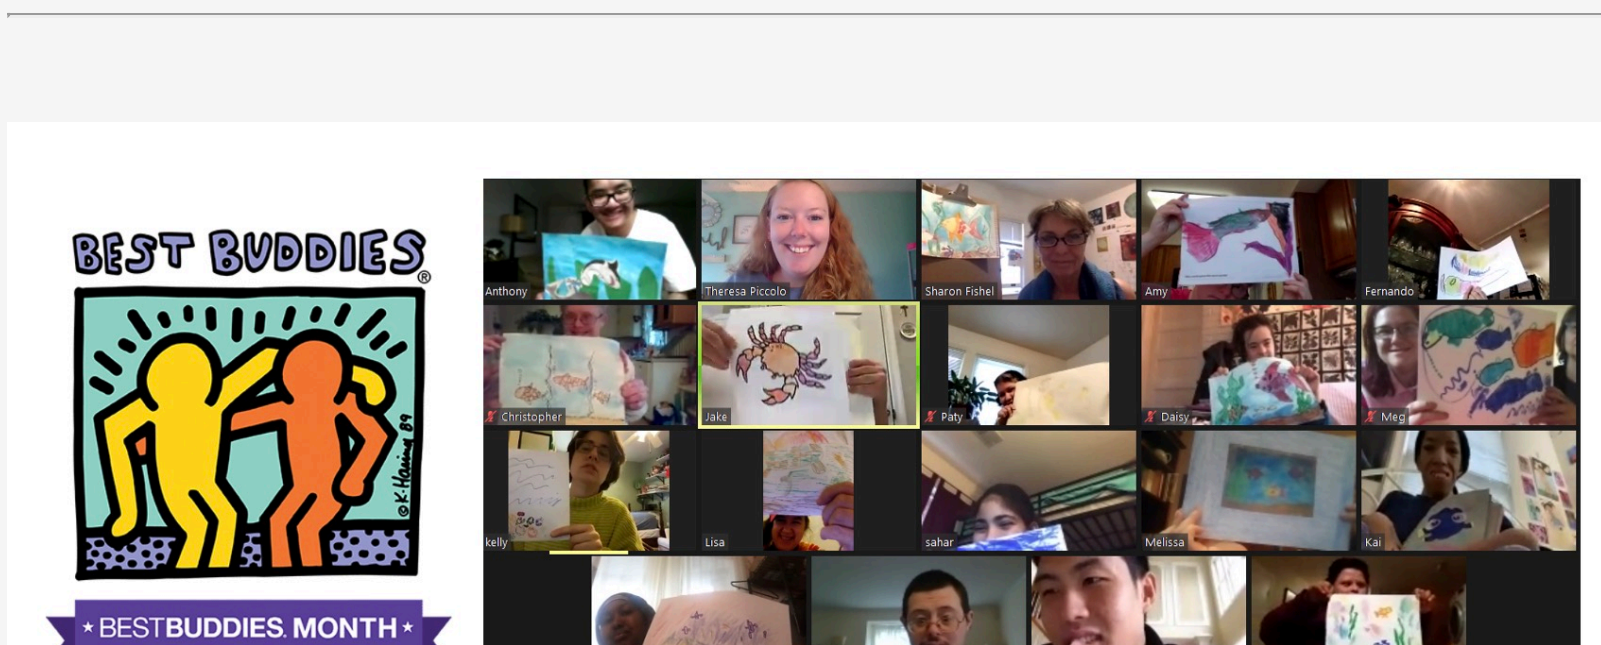 BEST BUDDIES®
© K. Haring 89
★ BESTBUDDIES. MONTH ★
Anthony
Theresa Piccolo
Sharon Fishel
Amy
Fernando
Christopher
Jake
Paty
Daisy
Meg
kelly
Lisa
sahar
Melissa
Kai